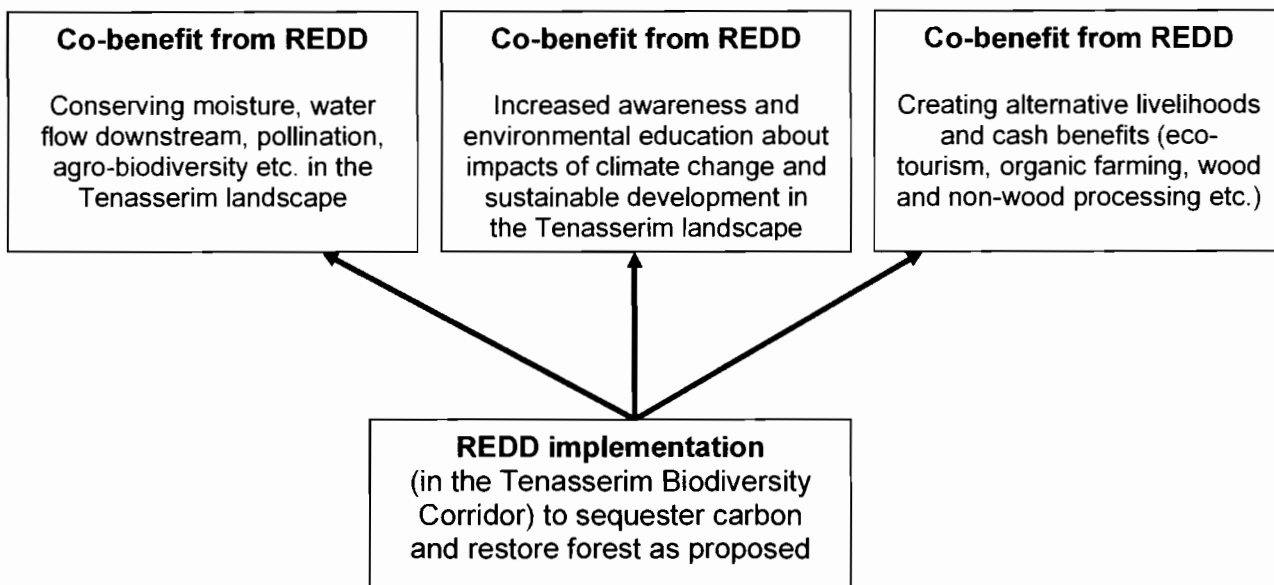 Co-benefit from REDD
Conserving moisture, water
flow downstream, pollination,
agro-biodiversity etc. in the
Tenasserim landscape
Co-benefit from REDD
Increased awareness and
environmental education about
impacts of climate change and
sustainable development in
the Tenasserim landscape
Co-benefit from REDD
Creating alternative livelihoods
and cash benefits (eco-
tourism, organic farming, wood
and non-wood processing etc.)
REDD implementation
(in the Tenasserim Biodiversity
Corridor) to sequester carbon
and restore forest as proposed